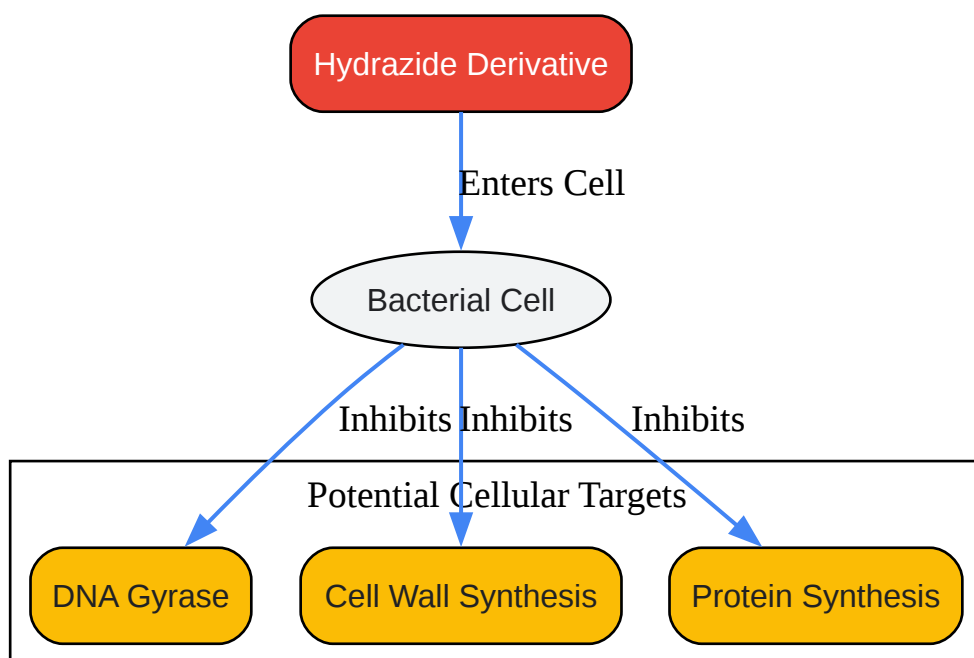 Hydrazide Derivative
Enters Cell
Bacterial Cell
Inhibits Inhibits Inhibits
Potential Cellular Targets
DNA Gyrase Cell Wall Synthesis Protein Synthesis